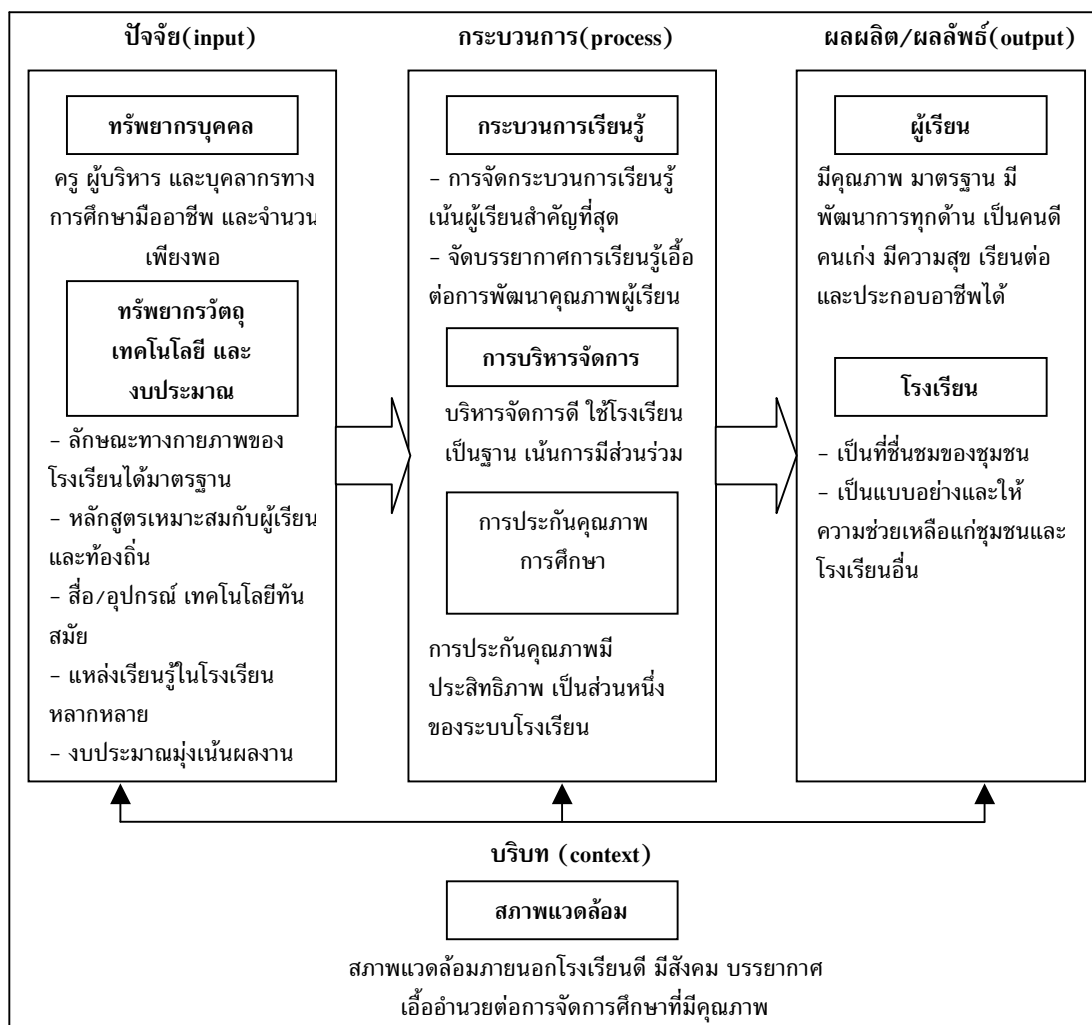 ปัจจัย(input)
ทรัพยากรบุคคล
ครู ผู้บริหาร และบุคลากรทาง
การศึกษามืออาชีพ และจำนวน
เพียงพอ
ทรัพยากรวัตถุ
เทคโนโลยี และ
งบประมาณ
– ลักษณะทางกายภาพของ
โรงเรียนได้มาตรฐาน
– หลักสูตรเหมาะสมกับผู้เรียน
และท้องถิ่น
– สื่อ/อุปกรณ์ เทคโนโลยีทัน
สมัย
– แหล่งเรียนรู้ในโรงเรียน
หลากหลาย
– งบประมาณมุ่งเน้นผลงาน
กระบวนการ(process)
กระบวนการเรียนรู้
– การจัดกระบวนการเรียนรู้
เน้นผู้เรียนสำคัญที่สุด
– จัดบรรยากาศการเรียนรู้เอื้อ
ต่อการพัฒนาคุณภาพผู้เรียน
การบริหารจัดการ
บริหารจัดการดี ใช้โรงเรียน
เป็นฐาน เน้นการมีส่วนร่วม
การประกันคุณภาพ
การศึกษา
การประกันคุณภาพมี
ประสิทธิภาพ เป็นส่วนหนึ่ง
ของระบบโรงเรียน
ผลผลิต/ผลลัพธ์(output)
ผู้เรียน
มีคุณภาพ มาตรฐาน มี
พัฒนาการทุกด้าน เป็นคนดี
คนเก่ง มีความสุข เรียนต่อ
และประกอบอาชีพได้
โรงเรียน
– เป็นที่ชื่นชมของชุมชน
– เป็นแบบอย่างและให้
ความช่วยเหลือแก่ชุมชนและ
โรงเรียนอื่น
บริบท (context)
สภาพแวดล้อม
สภาพแวดล้อมภายนอกโรงเรียนดี มีสังคม บรรยากาศ
เอื้ออำนวยต่อการจัดการศึกษาที่มีคุณภาพ